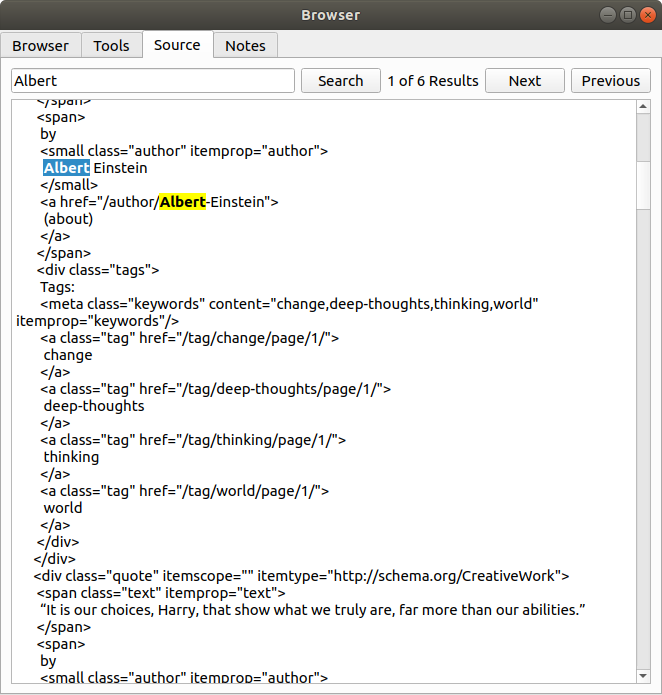 Browser
Browser Tools Source Notes
Albert Search 1 of 6 Results Next Previous
</span>
<span>
by
<small class="author" itemprop="author">
Albert Einstein
</small>
<a href="/author/Albert-Einstein">
(about)
</a>
</span>
<div class="tags">
Tags:
<meta class="keywords" content="change,deep-thoughts,thinking,world"
itemprop="keywords"/>
<a class="tag" href="/tag/change/page/1/">
change
</a>
<a class="tag" href="/tag/deep-thoughts/page/1/">
deep-thoughts
</a>
<a class="tag" href="/tag/thinking/page/1/">
thinking
</a>
<a class="tag" href="/tag/world/page/1/">
world
</a>
</div>
</div>
<div class="quote" itemscope="" itemtype="http://schema.org/CreativeWork">
<span class="text" itemprop="text">
“It is our choices, Harry, that show what we truly are, far more than our abilities.”
</span>
<span>
by
<small class="author" itemprop="author">